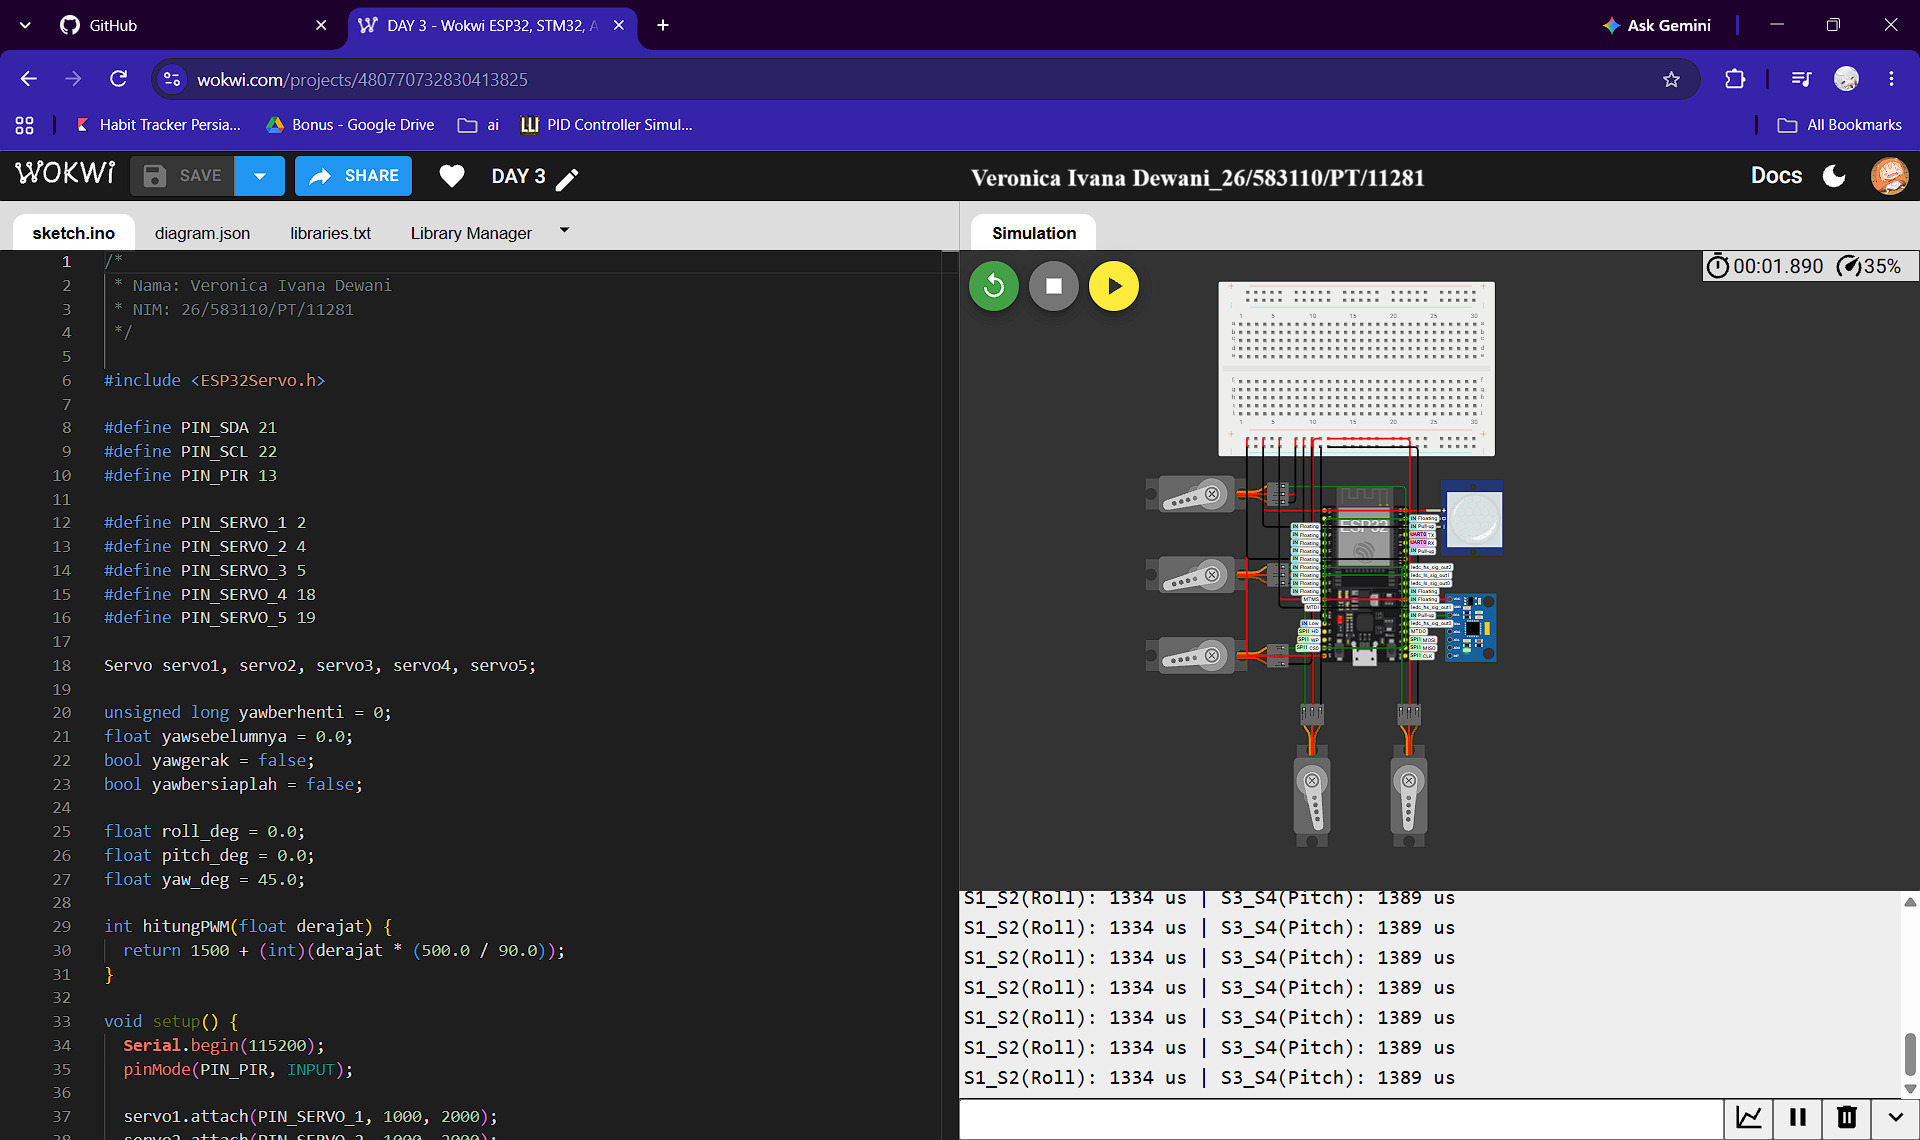 GitHub
DAY 3 - Wokwi ESP32, STM32, A
Ask Gemini
wokwi.com/projects/480770732830413825
Habit Tracker Persia...
Bonus - Google Drive
ai
PID Controller Simul...
All Bookmarks
WOKWI
SAVE
SHARE
DAY 3
Veronica Ivana Dewani_26/583110/PT/11281
Docs
sketch.ino
diagram.json
libraries.txt
Library Manager
Simulation
1 /*
2 * Nama: Veronica Ivana Dewani
3 * NIM: 26/583110/PT/11281
4 */
5
6 #include <ESP32Servo.h>
7
8 #define PIN_SDA 21
9 #define PIN_SCL 22
10 #define PIN_PIR 13
11
12 #define PIN_SERVO_1 2
13 #define PIN_SERVO_2 4
14 #define PIN_SERVO_3 5
15 #define PIN_SERVO_4 18
16 #define PIN_SERVO_5 19
17
18 Servo servo1, servo2, servo3, servo4, servo5;
19
20 unsigned long yawberhenti = 0;
21 float yawsebelumnya = 0.0;
22 bool yawgerak = false;
23 bool yawbersiaplah = false;
24
25 float roll_deg = 0.0;
26 float pitch_deg = 0.0;
27 float yaw_deg = 45.0;
28
29 int hitungPWM(float derajat) {
30 return 1500 + (int)(derajat * (500.0 / 90.0));
31 }
32
33 void setup() {
34 Serial.begin(115200);
35 pinMode(PIN_PIR, INPUT);
36
37 servo1.attach(PIN_SERVO_1, 1000, 2000);
38 servo2.attach(PIN_SERVO_2, 1000, 2000);
00:01.890
35%
ESP32
S1_S2(Roll): 1334 us | S3_S4(Pitch): 1389 us
S1_S2(Roll): 1334 us | S3_S4(Pitch): 1389 us
S1_S2(Roll): 1334 us | S3_S4(Pitch): 1389 us
S1_S2(Roll): 1334 us | S3_S4(Pitch): 1389 us
S1_S2(Roll): 1334 us | S3_S4(Pitch): 1389 us
S1_S2(Roll): 1334 us | S3_S4(Pitch): 1389 us
S1_S2(Roll): 1334 us | S3_S4(Pitch): 1389 us